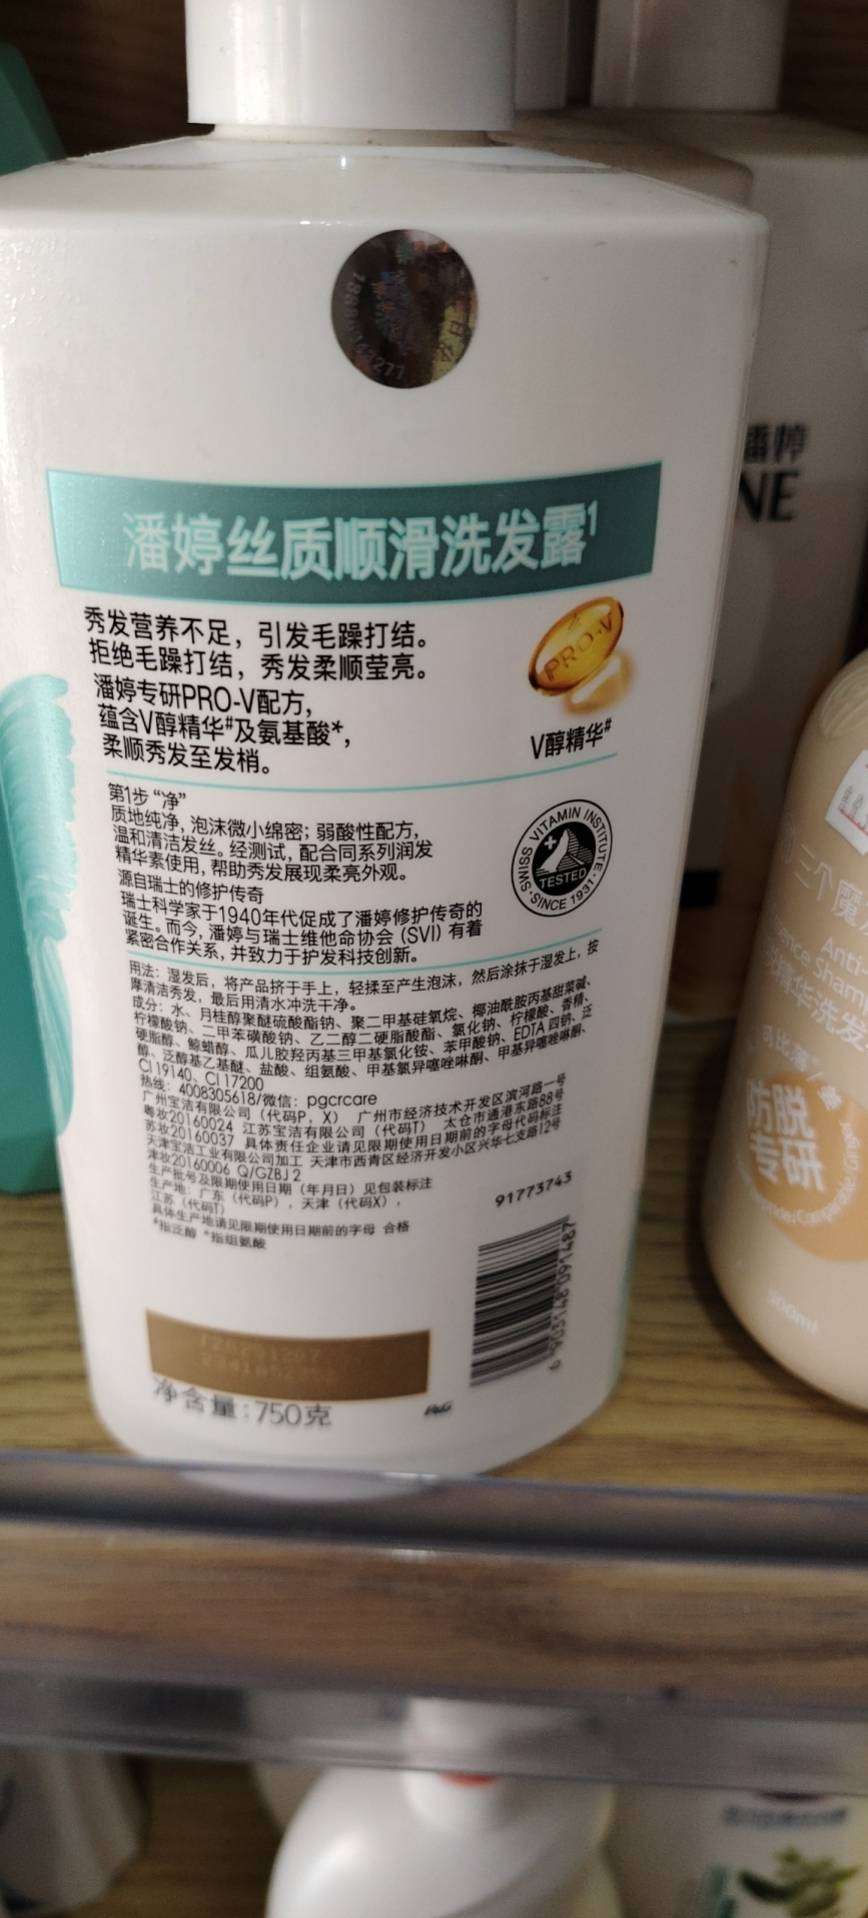 潘婷丝质顺滑洗发露1
秀发营养不足，引发毛躁打结。
拒绝毛躁打结，秀发柔顺莹亮。
潘婷专研PRO-V配方，
蕴含V醇精华#及氨基酸*，
柔顺秀发至发梢。
PRO-V
V醇精华#
第1步“净”
质地纯净，泡沫微小绵密；弱酸性配方，
温和清洁发丝。经测试，配合同系列润发
精华素使用，帮助秀发展现柔亮外观。
源自瑞士的修护传奇
瑞士科学家于1940年代促成了潘婷修护传奇的
诞生。而今，潘婷与瑞士维他命协会 (SVI) 有着
紧密合作关系，并致力于护发科技创新。
SWISS VITAMIN INSTITUTE
TESTED
SINCE 1931
用法：湿发后，将产品挤于手上，轻揉至产生泡沫，然后涂抹于湿发上，按
摩清洁秀发，最后用清水冲洗干净。
成分：水、月桂醇聚醚硫酸酯钠、聚二甲基硅氧烷、椰油酰胺丙基甜菜碱、
柠檬酸钠、二甲苯磺酸钠、乙二醇二硬脂酸酯、氯化钠、柠檬酸、香精、
硬脂醇、鲸蜡醇、瓜儿胶羟丙基三甲基氯化铵、苯甲酸钠、EDTA 四钠、泛
醇、泛醇基乙基醚、盐酸、组氨酸、甲基氯异噻唑啉酮、甲基异噻唑啉酮、
CI 19140、CI 17200
热线：4008305618/微信：pgcrcare
广州宝洁有限公司（代码P，X） 广州市经济技术开发区滨河路一号
粤妆20160024 江苏宝洁有限公司（代码T） 太仓市通港东路88号
苏妆20160037 具体责任企业请见限期使用日期前的字母代码标注
天津宝洁工业有限公司加工 天津市西青区经济开发小区兴华七支路12号
津妆20160006 Q/GZBJ 2
生产批号及限期使用日期（年月日）见包装标注
生产地：广东（代码P），天津（代码X），
江苏（代码T）
具体生产地请见限期使用日期前的字母 合格
#指泛醇 *指组氨酸
91773743
6 903148 091487
净含量：750克
P&G
NE
三个魔
Anti-
精华洗发
防脱
专研